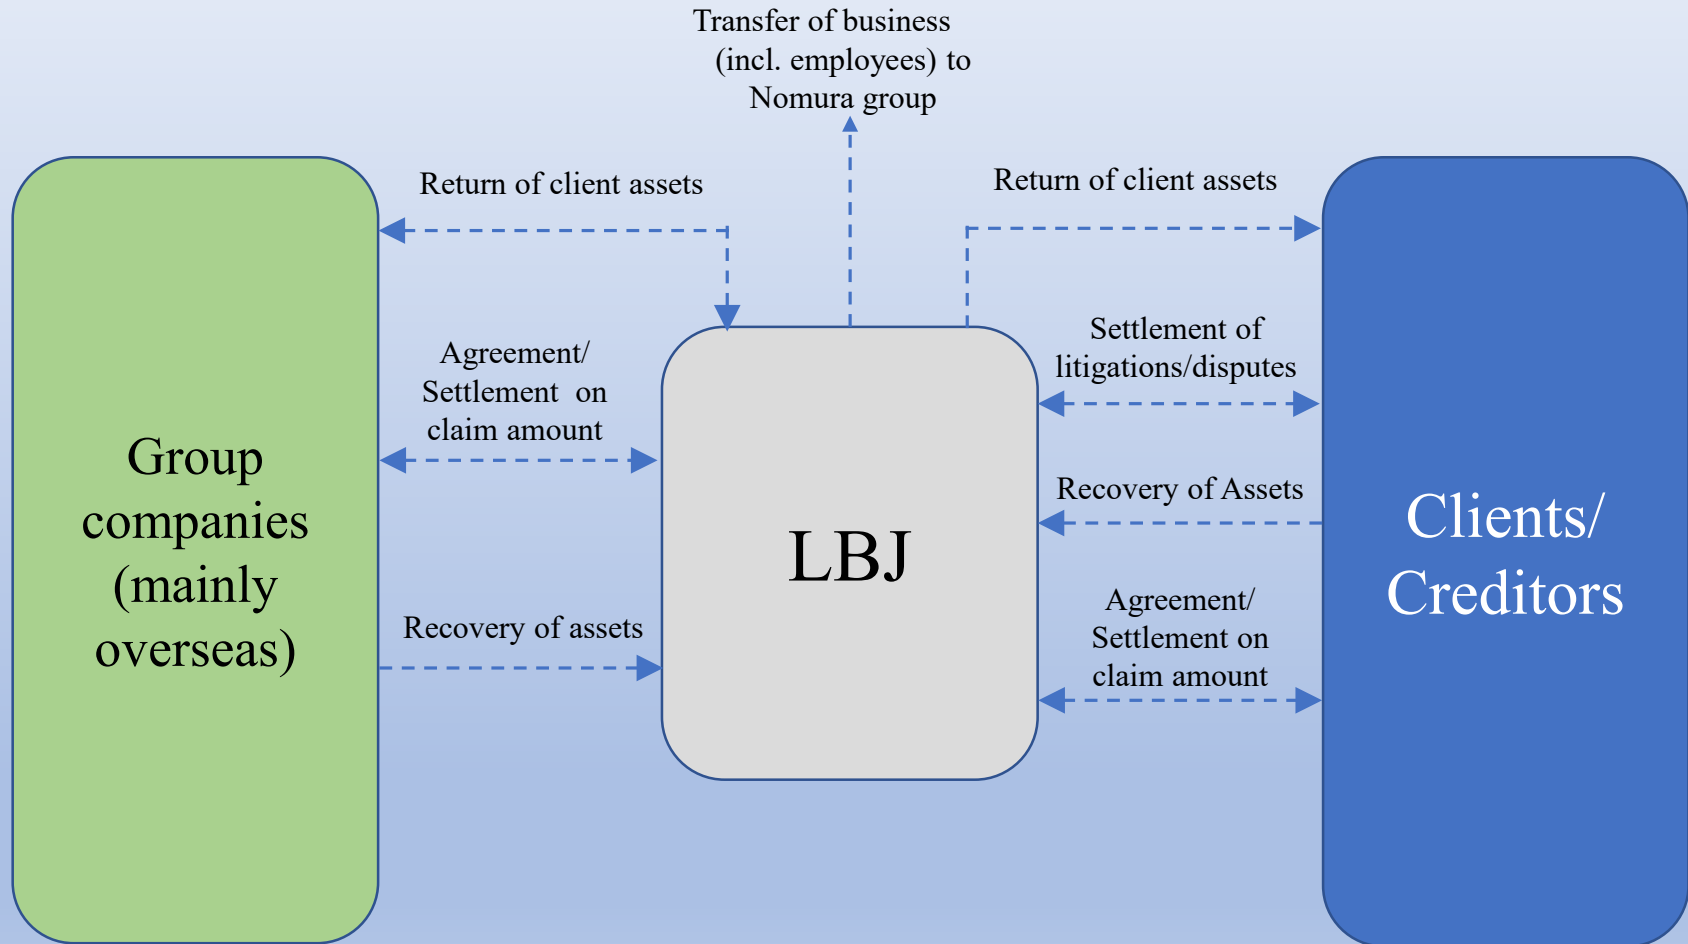 Transfer of business
(incl. employees) to
Nomura group
Return of client assets
Return of client assets
Agreement/
Settlement on
claim amount
Settlement of
litigations/disputes
Group
companies
(mainly
overseas)
LBJ
Recovery of Assets
Clients/
Creditors
Recovery of assets
Agreement/
Settlement on
claim amount